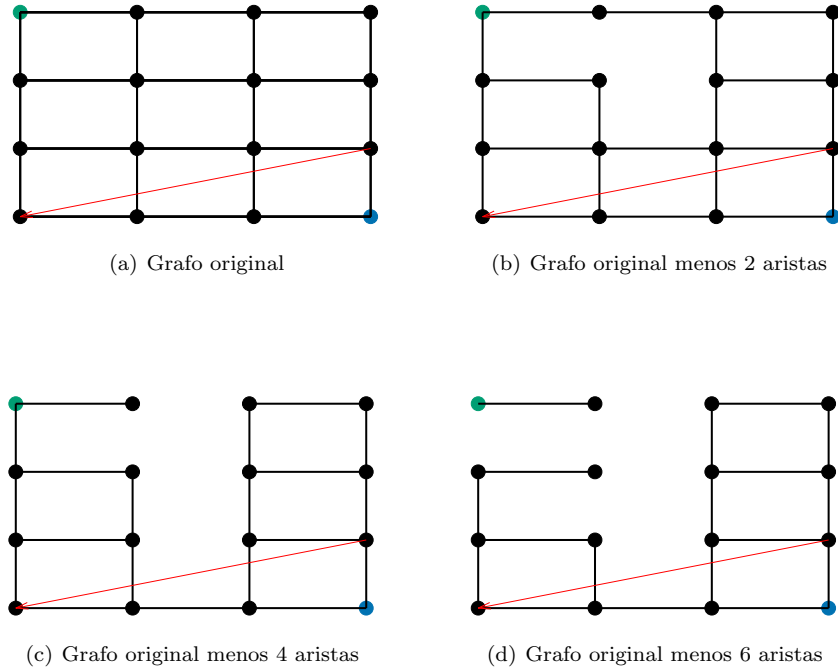 (a) Grafo original
(b) Grafo original menos 2 aristas
(c) Grafo original menos 4 aristas
(d) Grafo original menos 6 aristas